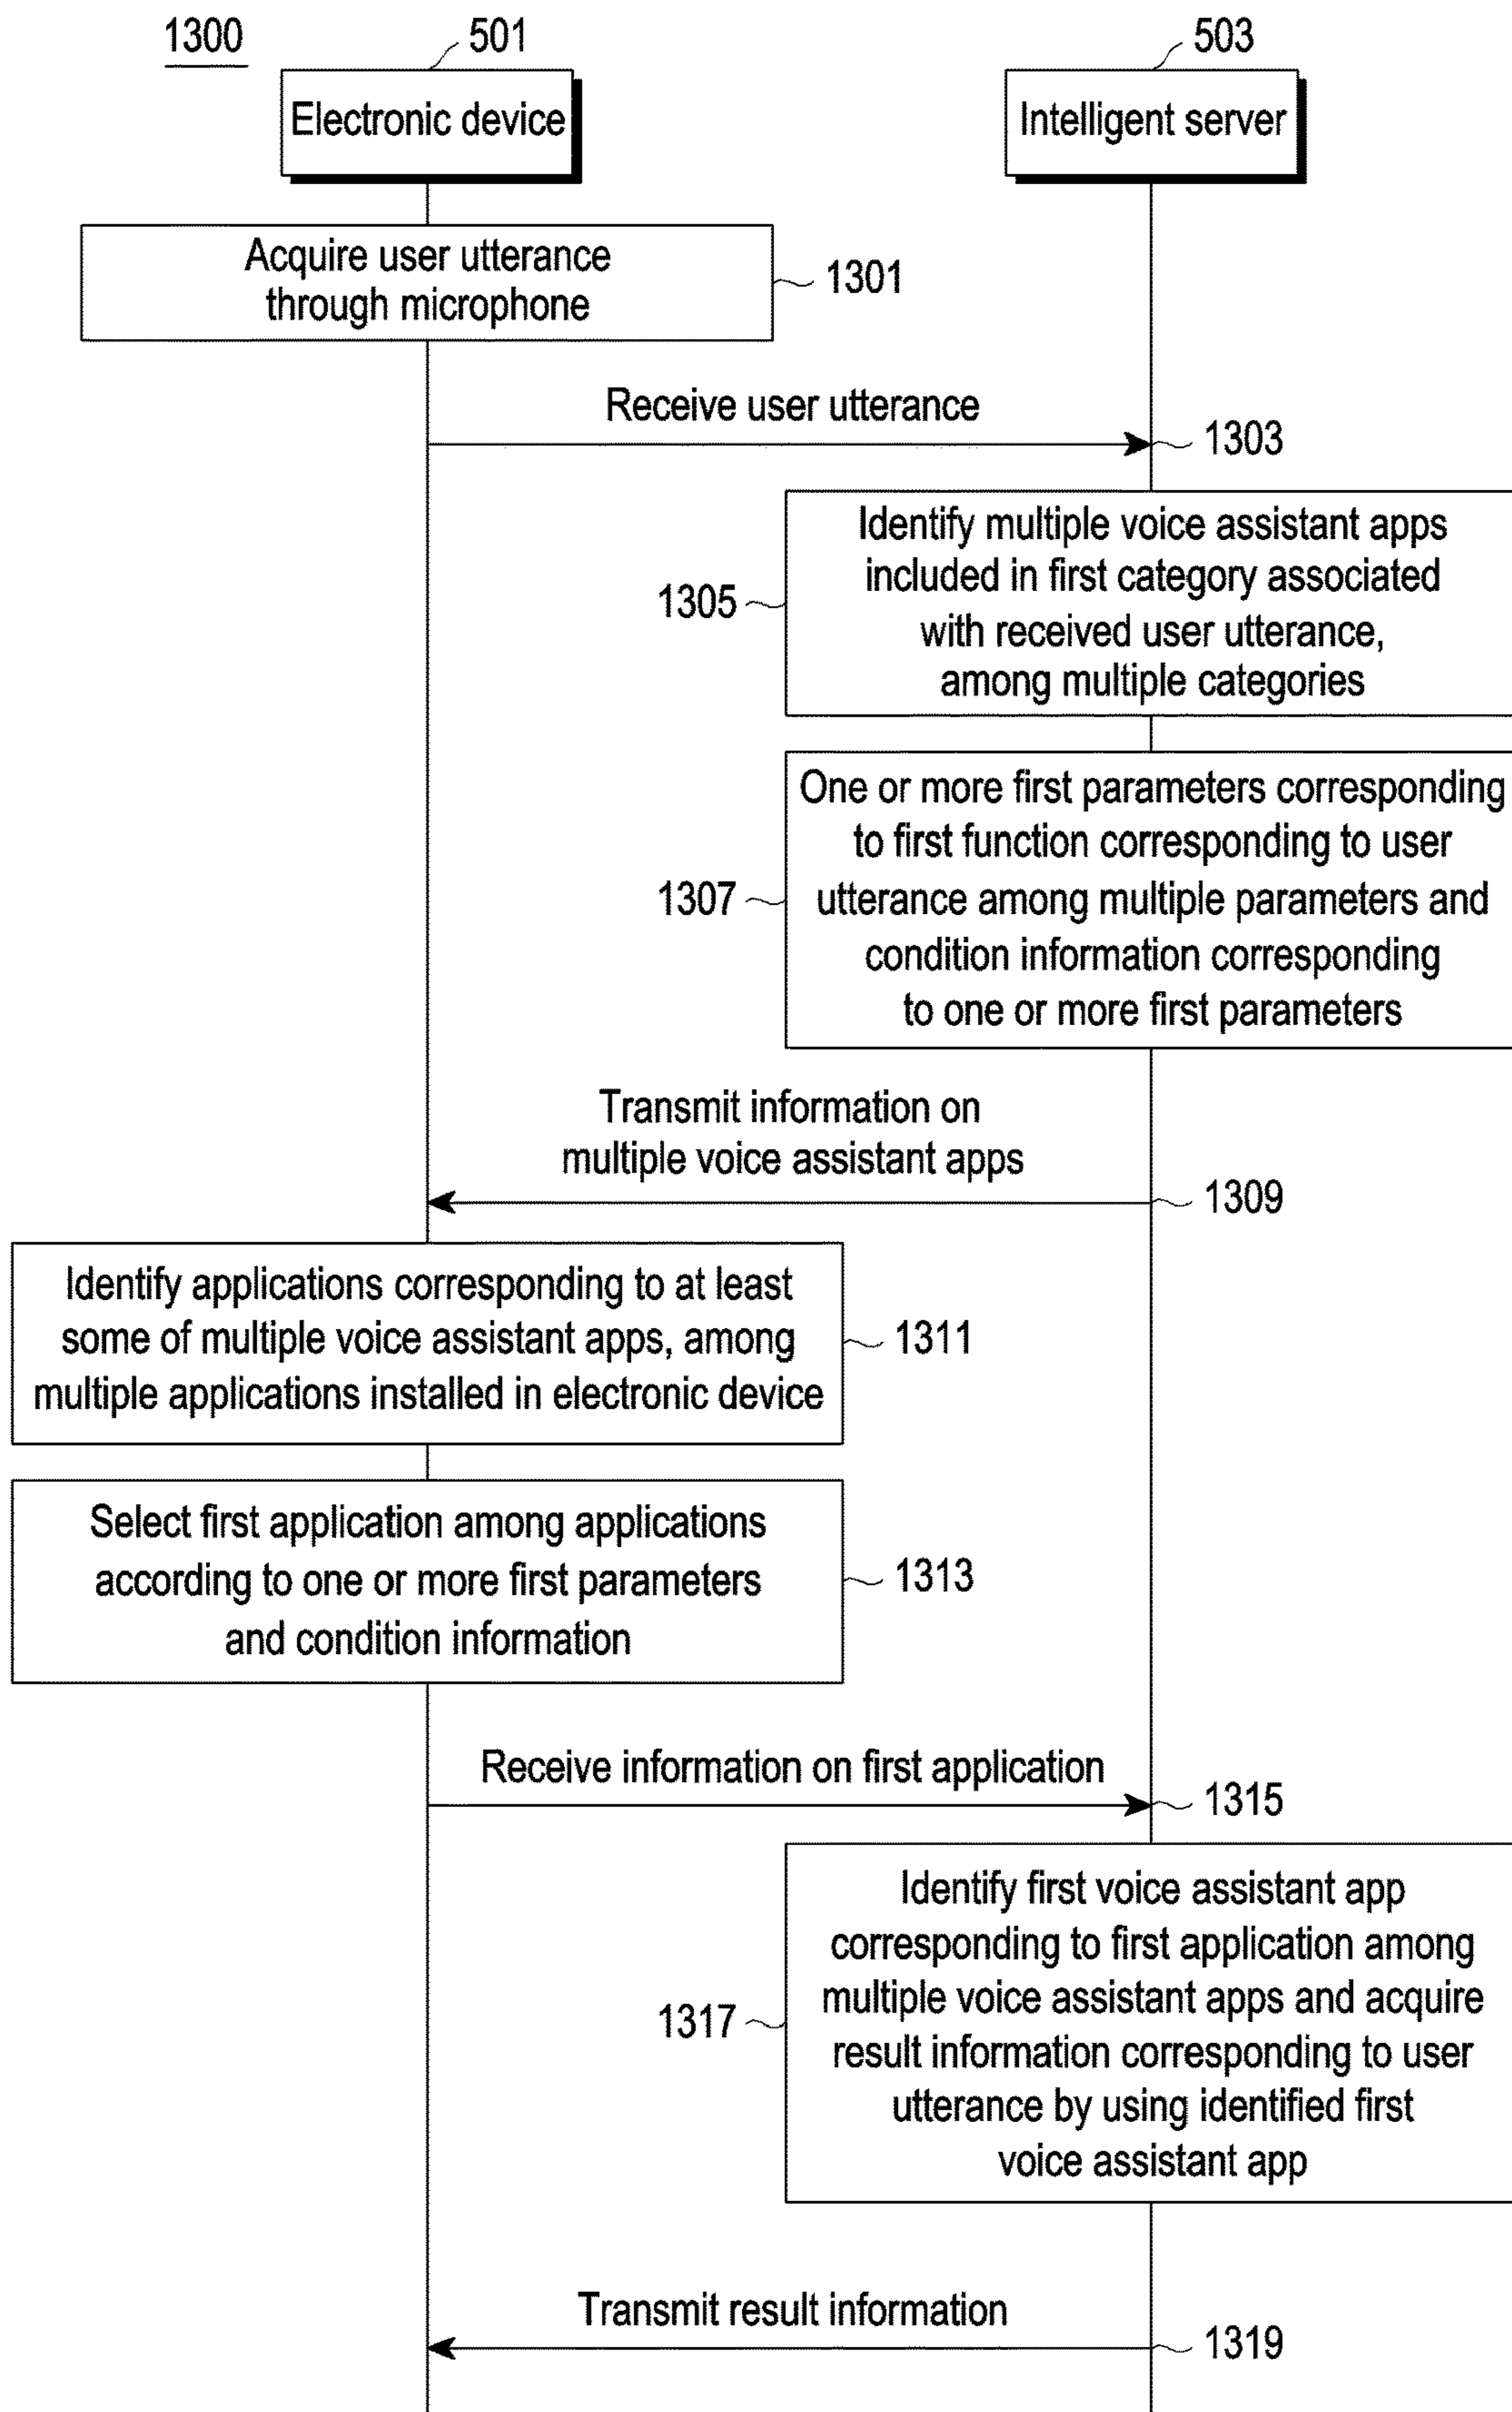 1300
501
503
Electronic device
Intelligent server
Acquire user utterance
through microphone
1301
Receive user utterance
1303
Identify multiple voice assistant apps
included in first category associated
with received user utterance,
among multiple categories
1305
One or more first parameters corresponding
to first function corresponding to user
utterance among multiple parameters and
condition information corresponding
to one or more first parameters
1307
Transmit information on
multiple voice assistant apps
1309
Identify applications corresponding to at least
some of multiple voice assistant apps, among
multiple applications installed in electronic device
1311
Select first application among applications
according to one or more first parameters
and condition information
1313
Receive information on first application
1315
Identify first voice assistant app
corresponding to first application among
multiple voice assistant apps and acquire
result information corresponding to user
utterance by using identified first
voice assistant app
1317
Transmit result information
1319